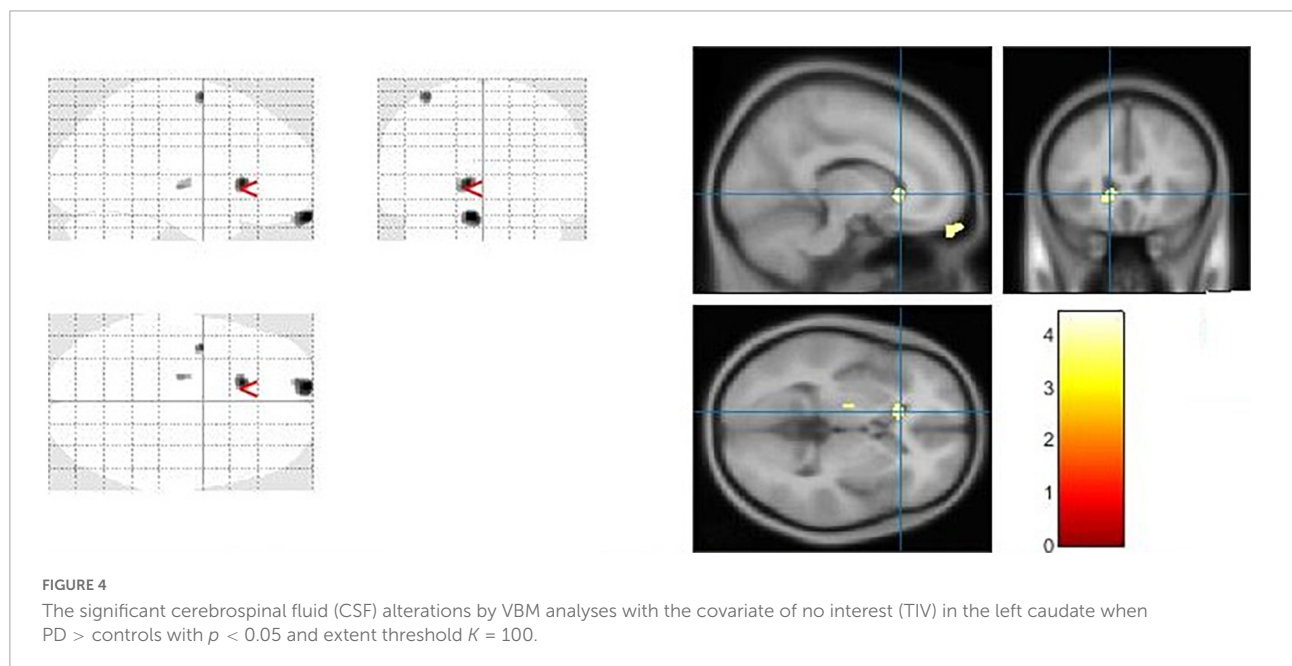 4
3
2
1
0
FIGURE 4
The significant cerebrospinal fluid (CSF) alterations by VBM analyses with the covariate of no interest (TIV) in the left caudate when
PD > controls with p < 0.05 and extent threshold K = 100.